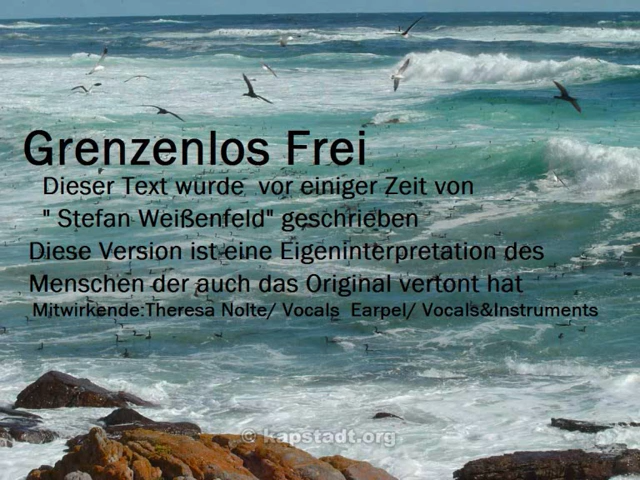 Grenzenlos Frei
Dieser Text wurde vor einiger Zeit von
" Stefan Weißenfeld" geschrieben
Diese Version ist eine Eigeninterpretation des
Menschen der auch das Original vertont hat
Mitwirkende:Theresa Nolte/ Vocals Earpel/ Vocals&Instruments
© kapstadt.org